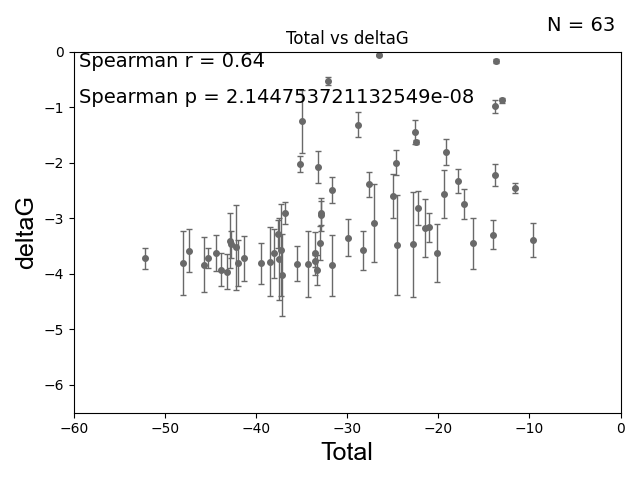 N = 63
Total vs deltaG
Spearman r = 0.64
Spearman p = 2.144753721132549e-08
0
−1
−2
−3
−4
−5
−6
deltaG
−60 −50 −40 −30 −20 −10 0
Total